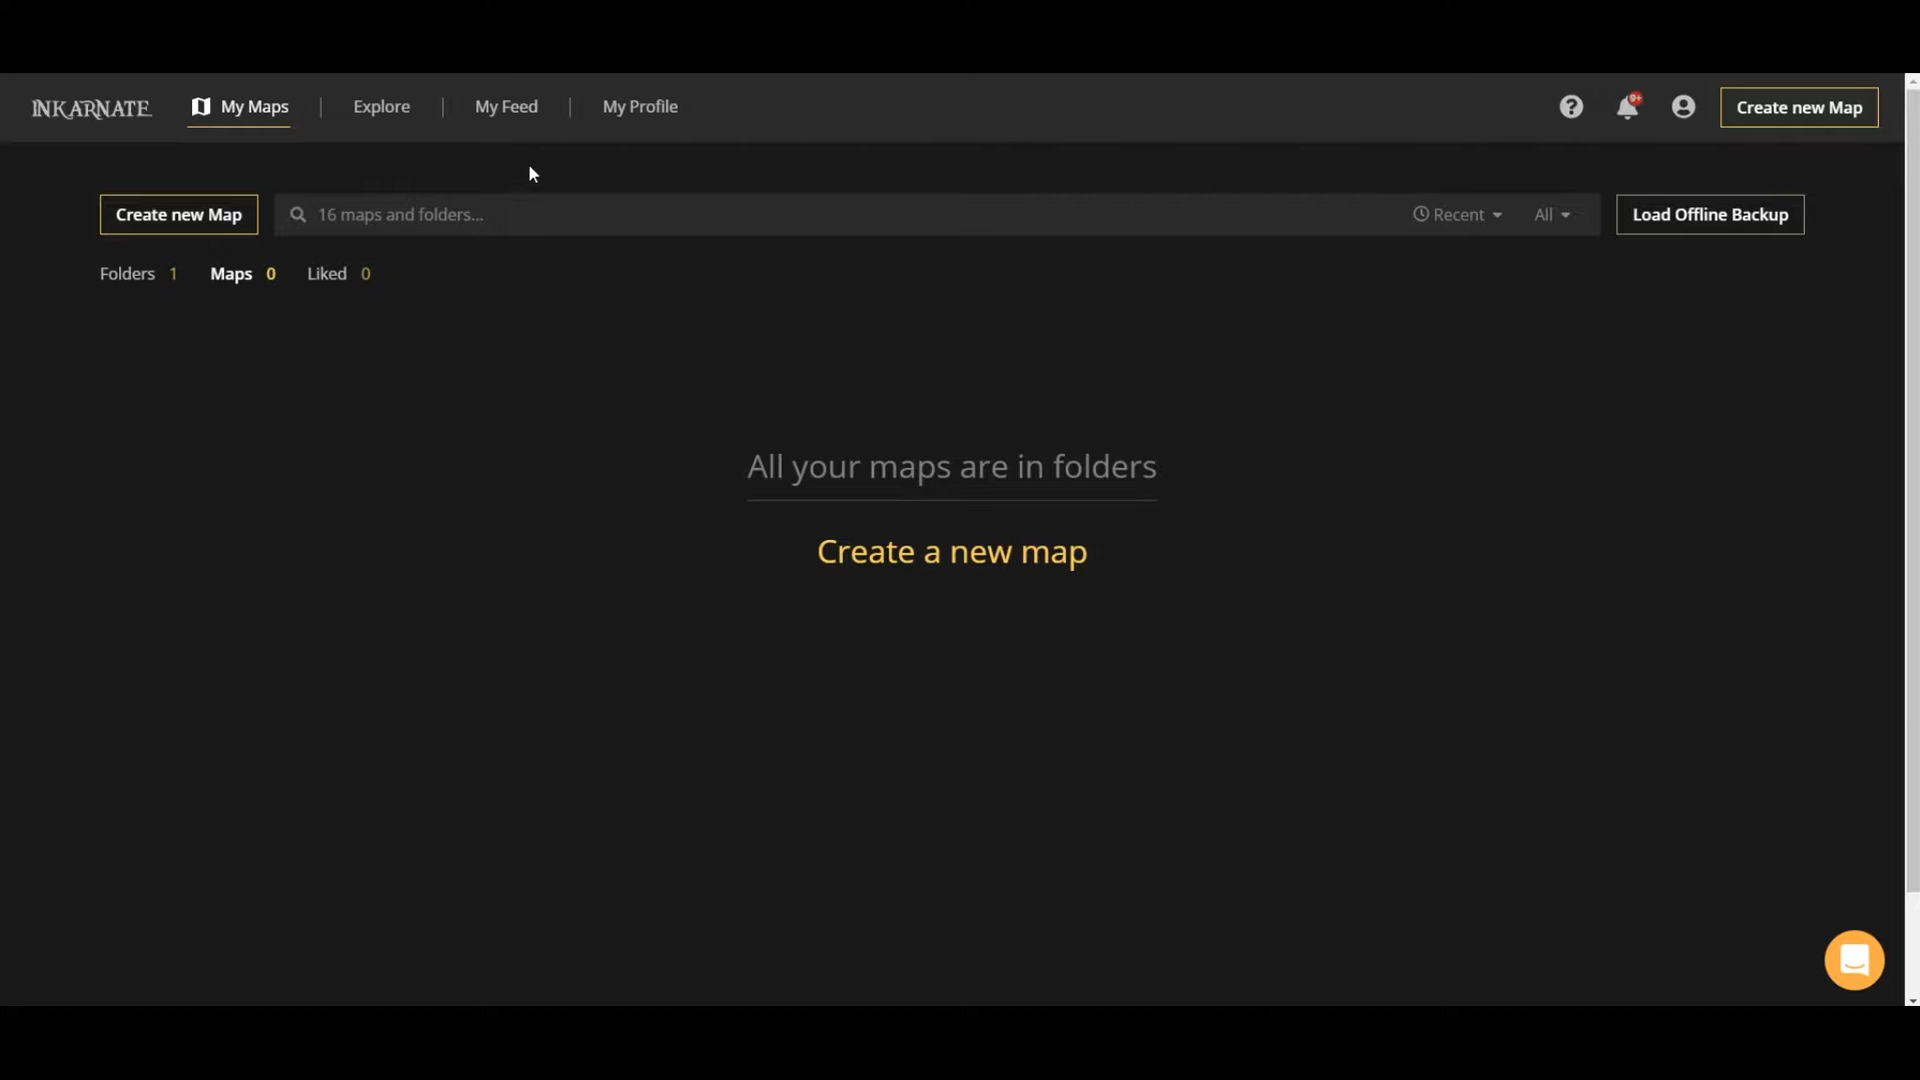 INKARNATE My Maps Explore My Feed My Profile 9+ Create new Map
Create new Map 16 maps and folders... Recent All Load Offline Backup
Folders 1 Maps 0 Liked 0
All your maps are in folders
Create a new map